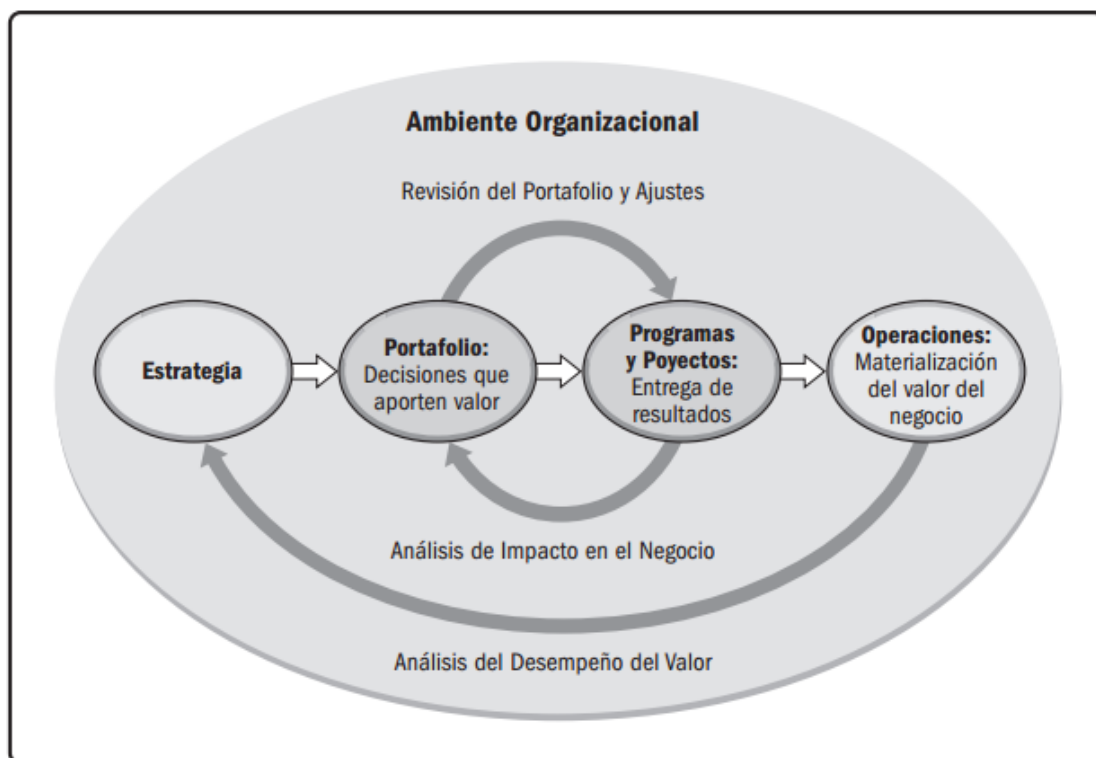 Ambiente Organizacional
Revisión del Portafolio y Ajustes
Estrategia
Portafolio:
Decisiones que
aporten valor
Programas
y Poyectos:
Entrega de
resultados
Operaciones:
Materialización
del valor del
negocio
Análisis de Impacto en el Negocio
Análisis del Desempeño del Valor